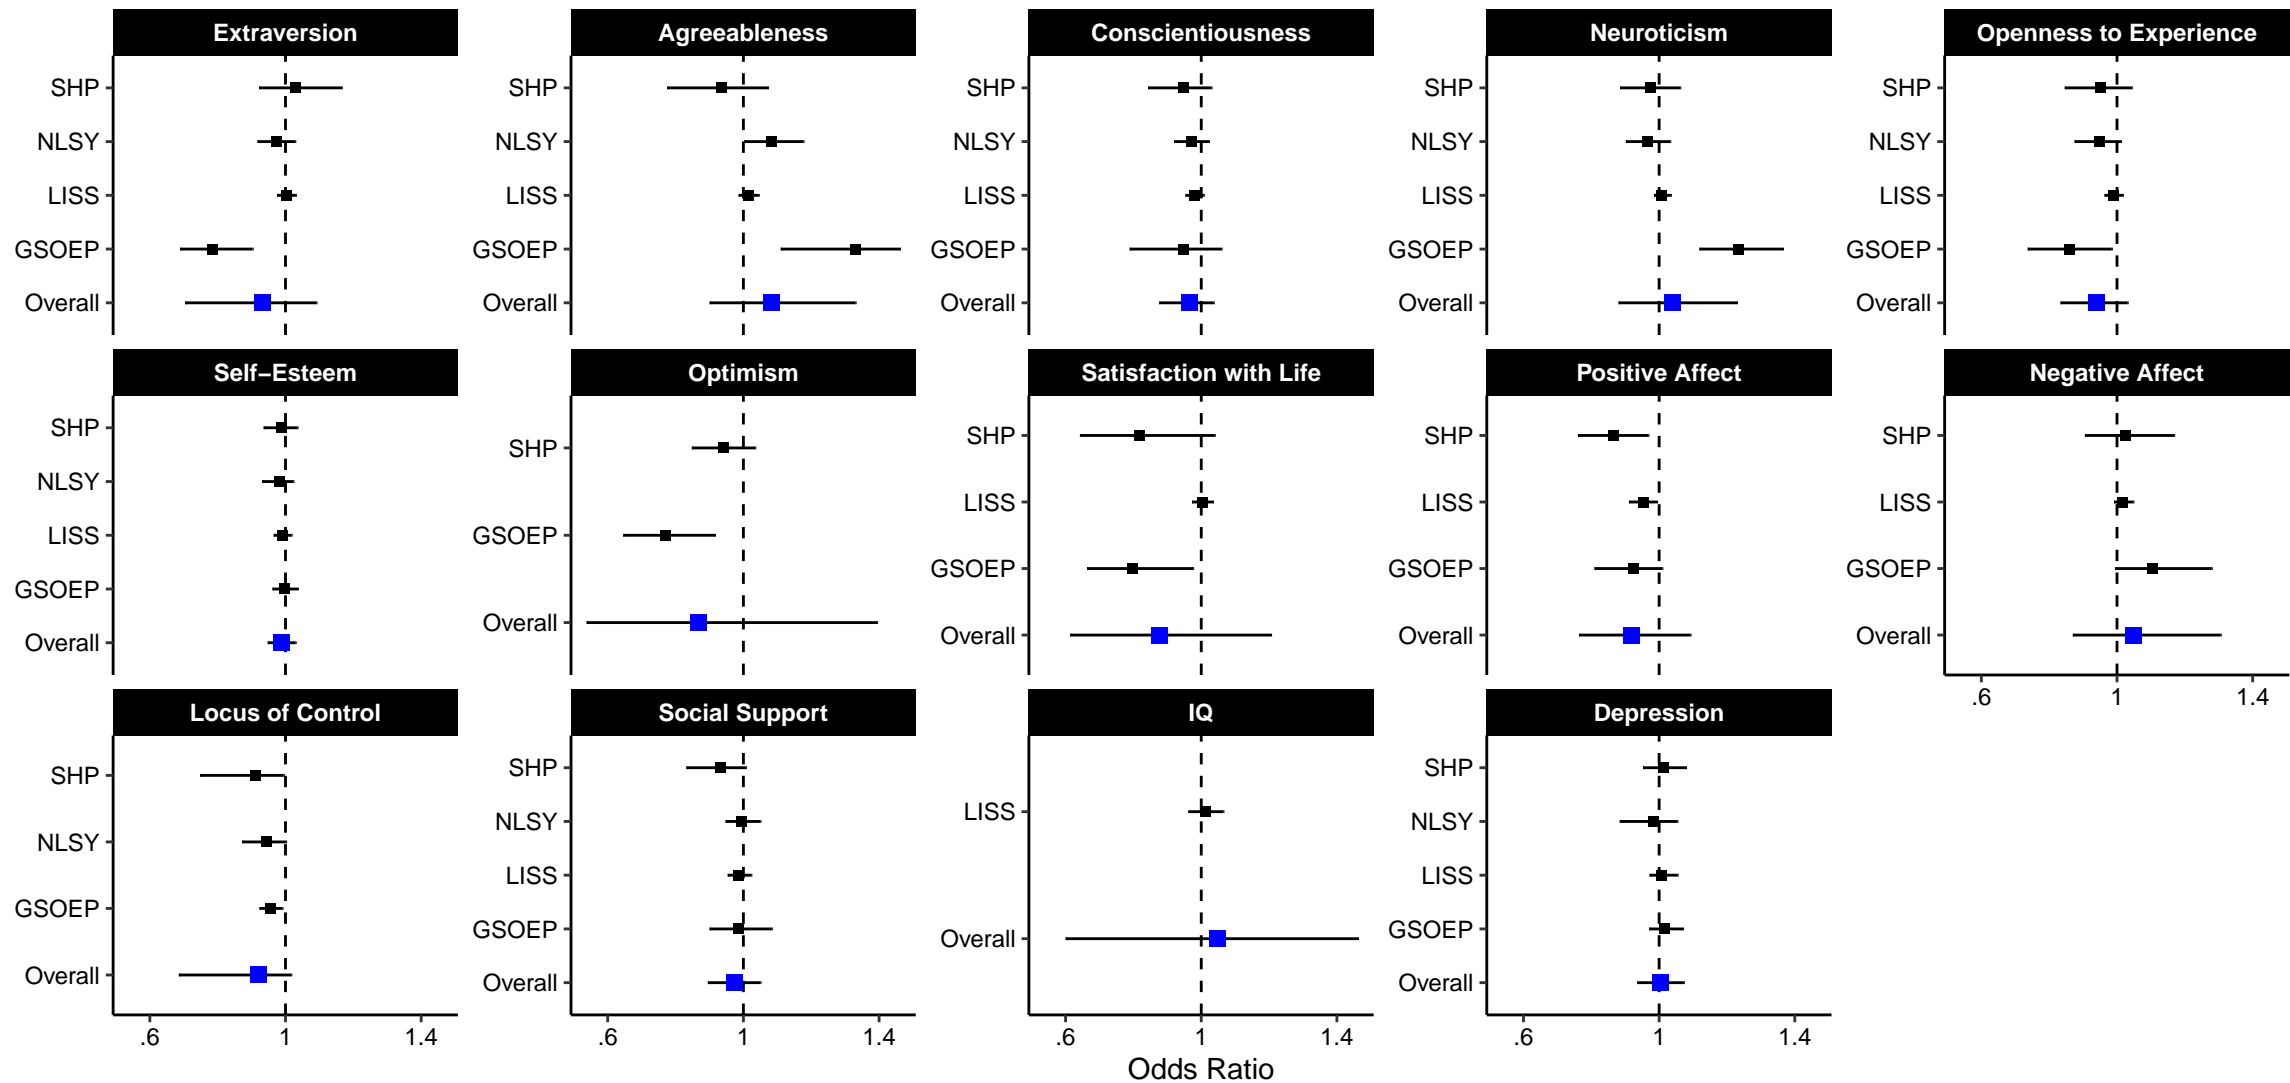 Extraversion
SHP
NLSY
LISS
GSOEP
Overall
Agreeableness
SHP
NLSY
LISS
GSOEP
Overall
Conscientiousness
SHP
NLSY
LISS
GSOEP
Overall
Neuroticism
SHP
NLSY
LISS
GSOEP
Overall
Openness to Experience
SHP
NLSY
LISS
GSOEP
Overall
Self−Esteem
SHP
NLSY
LISS
GSOEP
Overall
Optimism
SHP
GSOEP
Overall
Satisfaction with Life
SHP
LISS
GSOEP
Overall
Positive Affect
SHP
LISS
GSOEP
Overall
Negative Affect
SHP
LISS
GSOEP
Overall
.6 1 1.4
Locus of Control
SHP
NLSY
GSOEP
Overall
.6 1 1.4
Social Support
SHP
NLSY
LISS
GSOEP
Overall
.6 1 1.4
IQ
LISS
Overall
.6 1 1.4
Depression
SHP
NLSY
LISS
GSOEP
Overall
.6 1 1.4
Odds Ratio